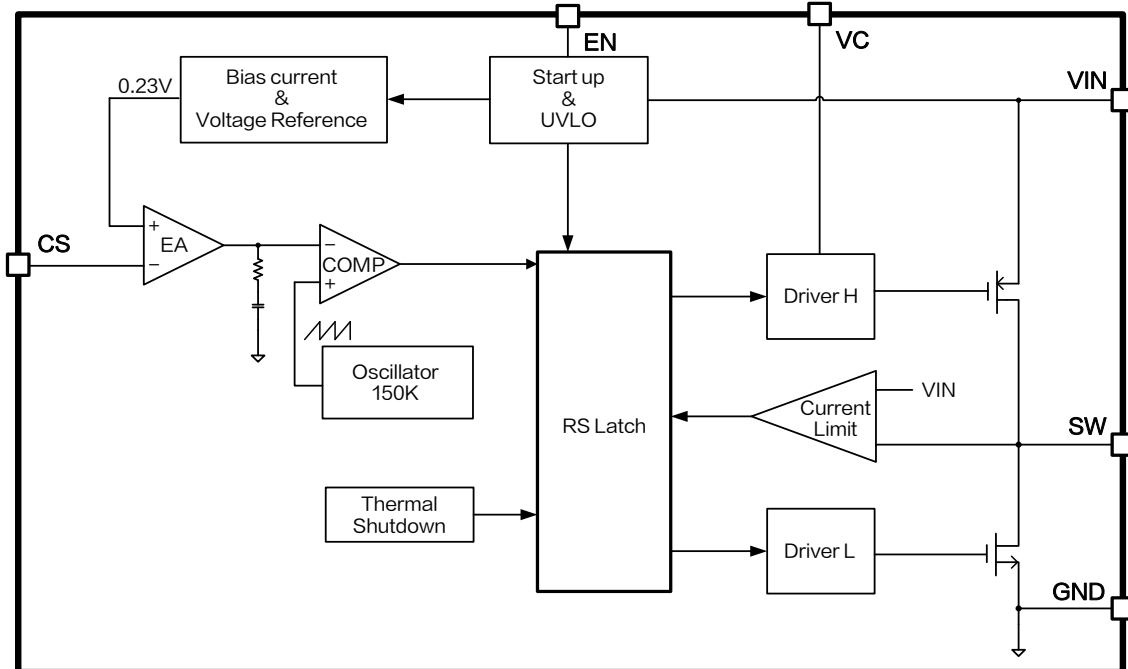 EN
VC
VIN
0.23V
Bias current
&
Voltage Reference
Start up
&
UVLO
CS
+
EA
−
−
COMP
+
Oscillator
150K
Thermal
Shutdown
RS Latch
Driver H
VIN
Current
Limit
SW
Driver L
GND